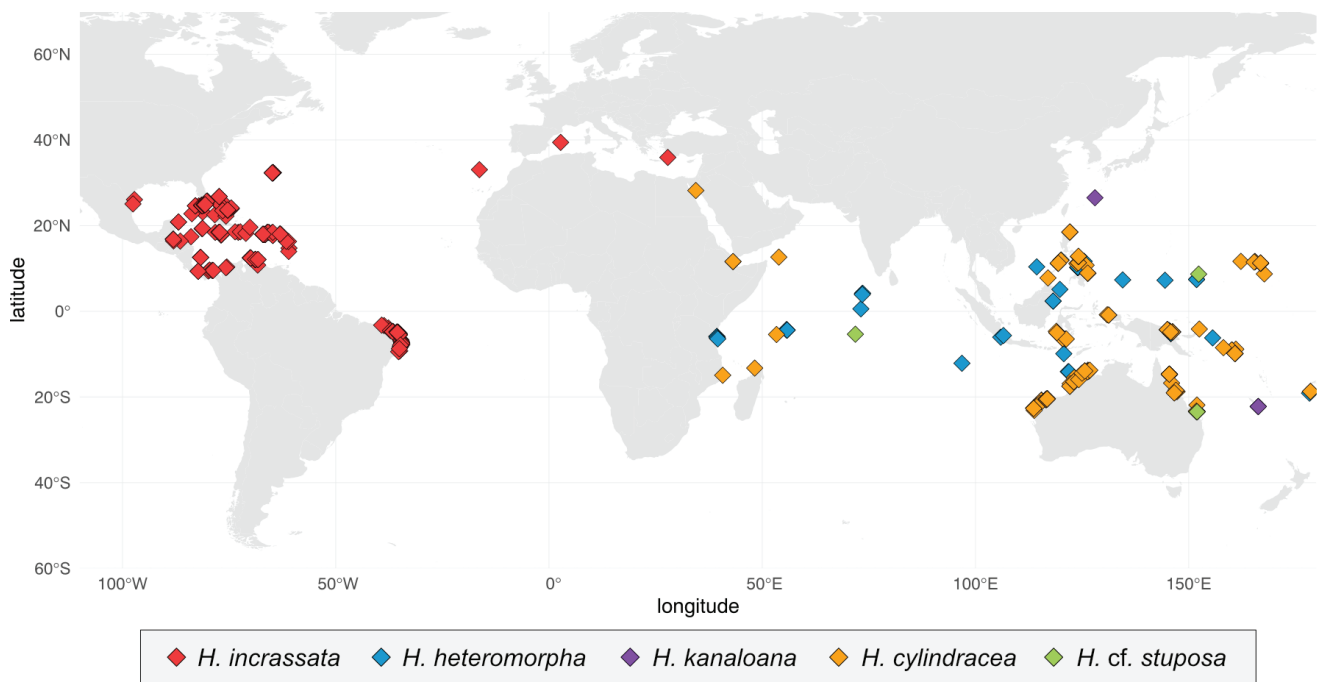 60°N
40°N
20°N
0°
20°S
40°S
60°S
latitude
100°W 50°W 0° 50°E 100°E 150°E
longitude
H. incrassata H. heteromorpha H. kanaloana H. cylindracea H. cf. stuposa